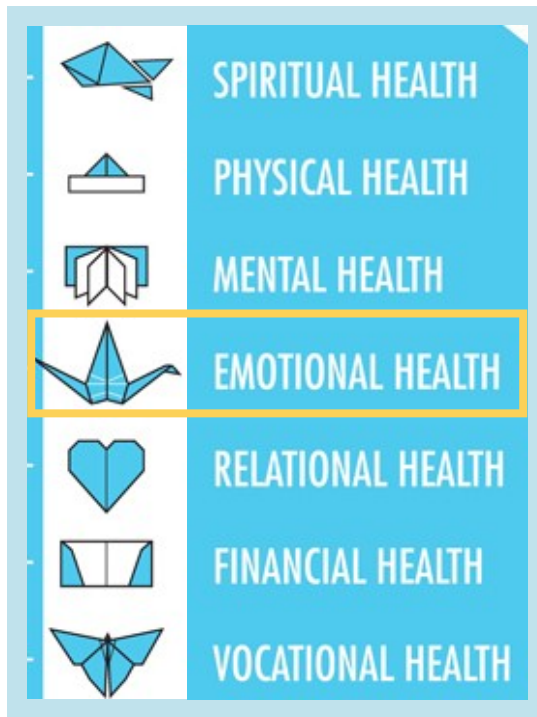 SPIRITUAL HEALTH
PHYSICAL HEALTH
MENTAL HEALTH
EMOTIONAL HEALTH
RELATIONAL HEALTH
FINANCIAL HEALTH
VOCATIONAL HEALTH